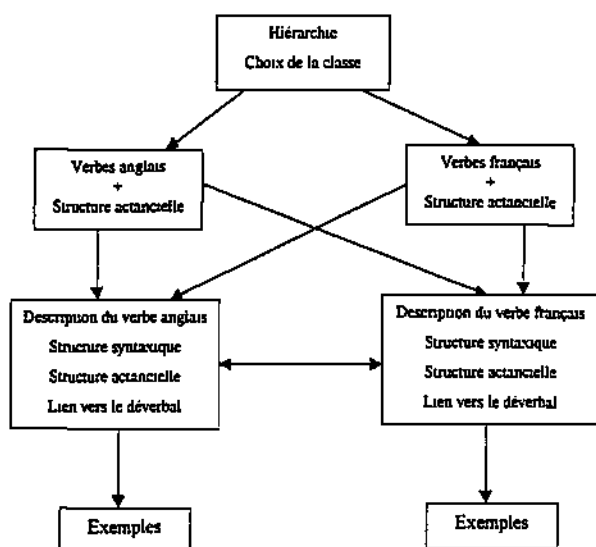 Hiérarchie
Choix de la classe
Verbes anglais
+
Structure actancielle
Verbes français
+
Structure actancielle
Description du verbe anglais
Structure syntaxique
Structure actancielle
Lien vers le déverbal
Description du verbe français
Structure syntaxique
Structure actancielle
Lien vers le déverbal
Exemples
Exemples